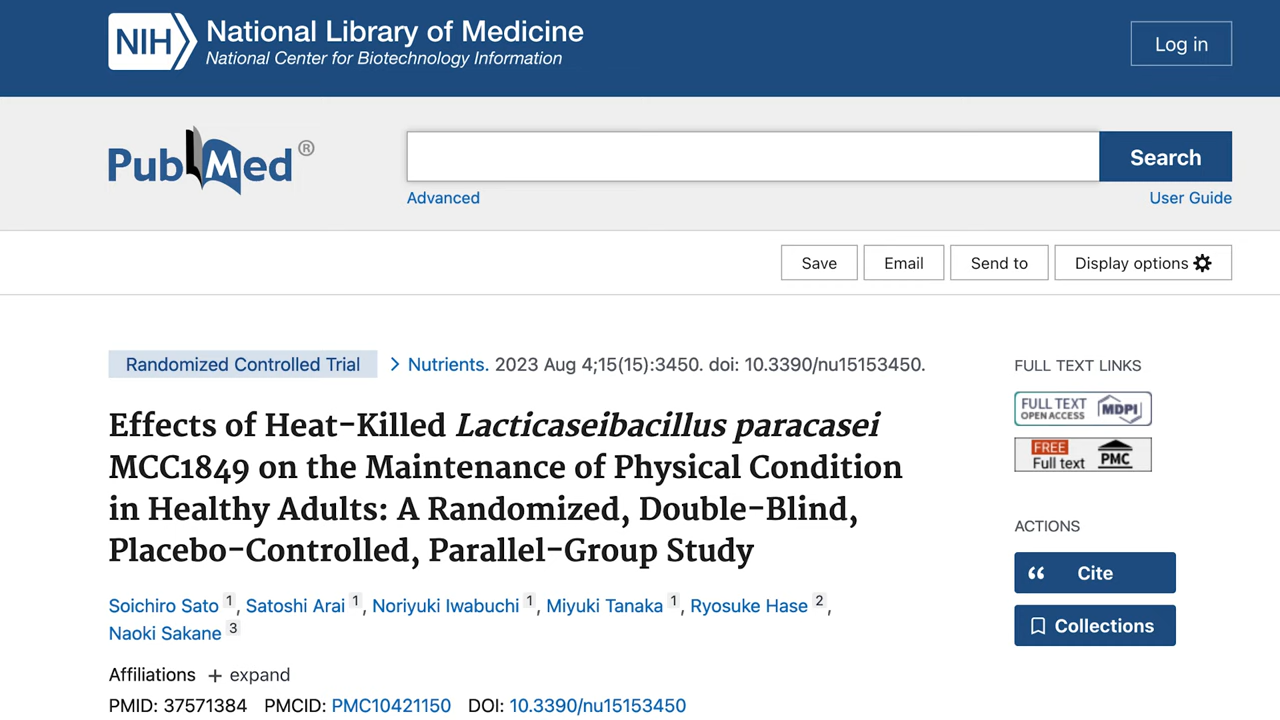 NIH National Library of Medicine
National Center for Biotechnology Information
Log in
PubMed®
Search
Advanced
User Guide
Save
Email
Send to
Display options
Randomized Controlled Trial > Nutrients. 2023 Aug 4;15(15):3450. doi: 10.3390/nu15153450.
Effects of Heat-Killed Lacticaseibacillus paracasei
MCC1849 on the Maintenance of Physical Condition
in Healthy Adults: A Randomized, Double-Blind,
Placebo-Controlled, Parallel-Group Study
Soichiro Sato 1, Satoshi Arai 1, Noriyuki Iwabuchi 1, Miyuki Tanaka 1, Ryosuke Hase 2,
Naoki Sakane 3
Affiliations + expand
PMID: 37571384 PMCID: PMC10421150 DOI: 10.3390/nu15153450
FULL TEXT LINKS
FULL TEXT
OPEN ACCESS
MDPI
FREE
Full text
PMC
ACTIONS
Cite
Collections